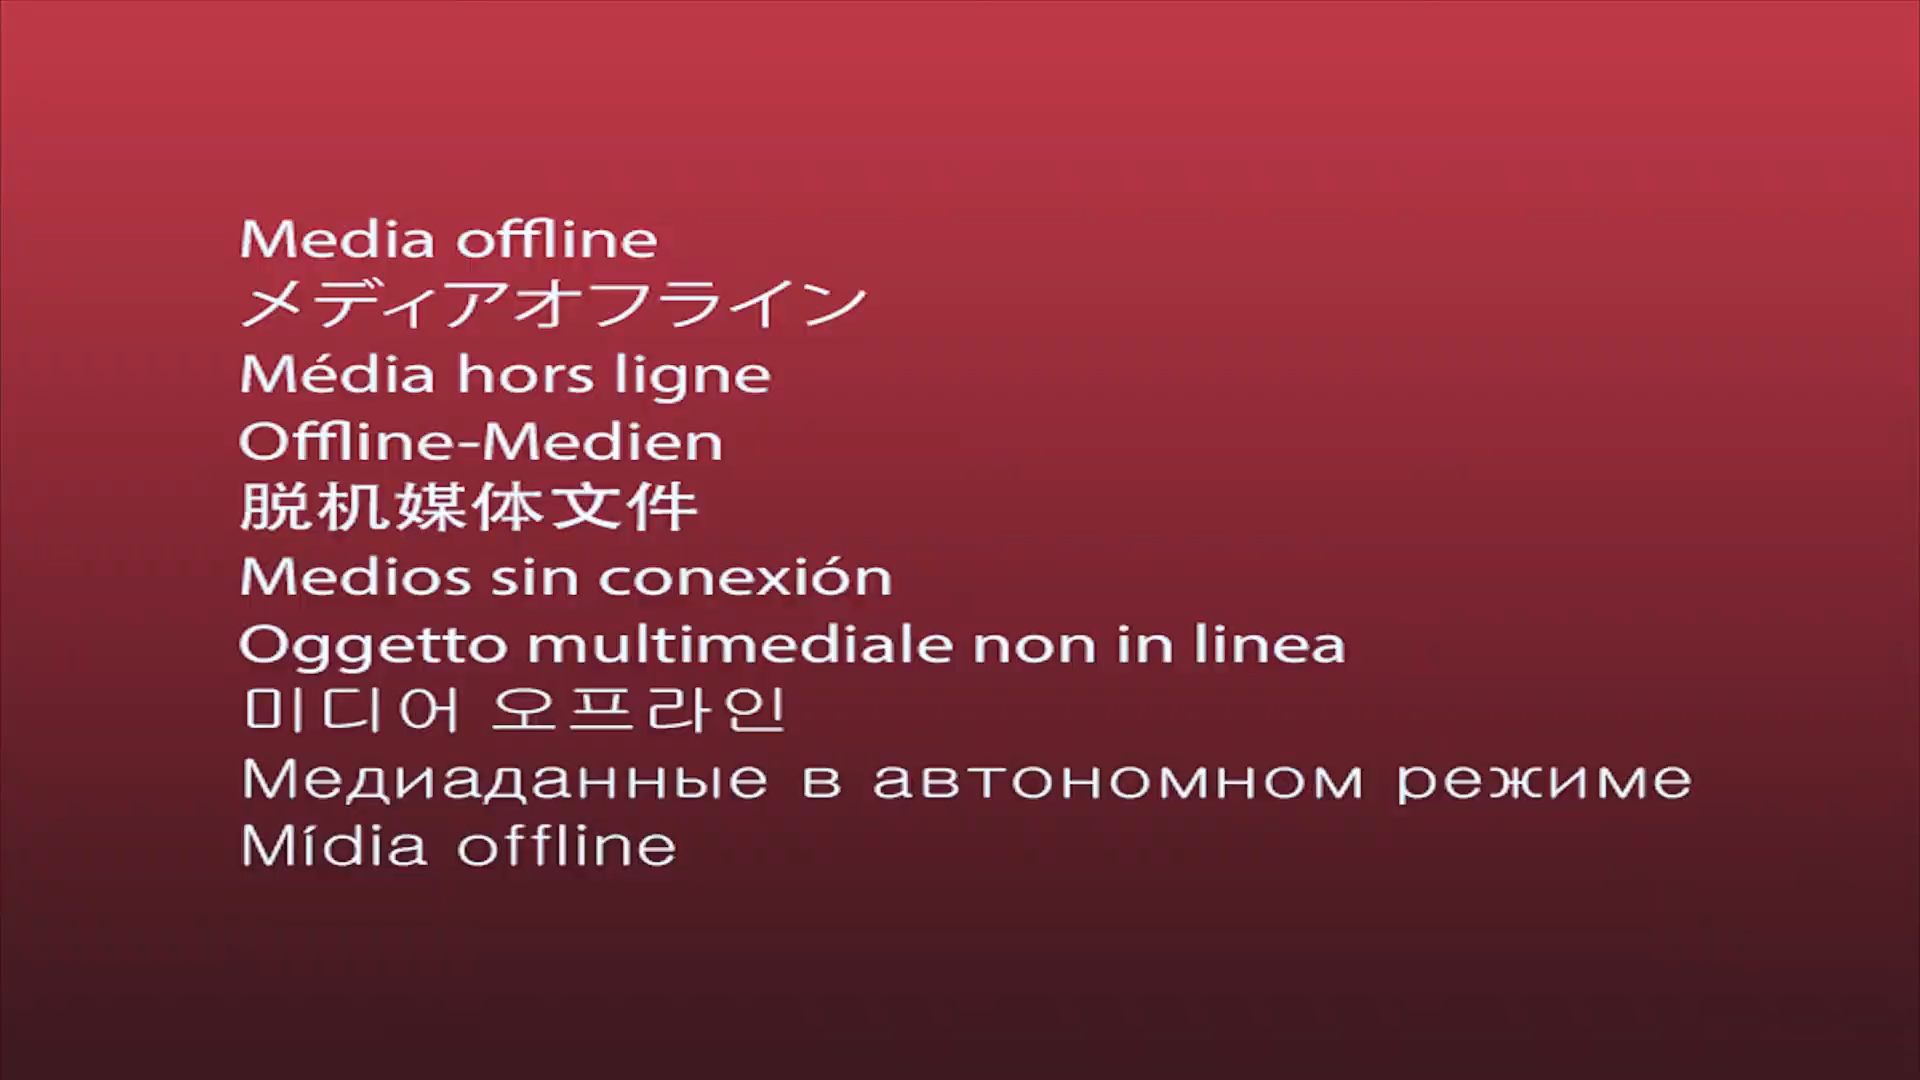 Media offline
メディアオフライン
Média hors ligne
Offline-Medien
脱机媒体文件
Medios sin conexión
Oggetto multimediale non in linea
미디어 오프라인
Медиаданные в автономном режиме
Mídia offline